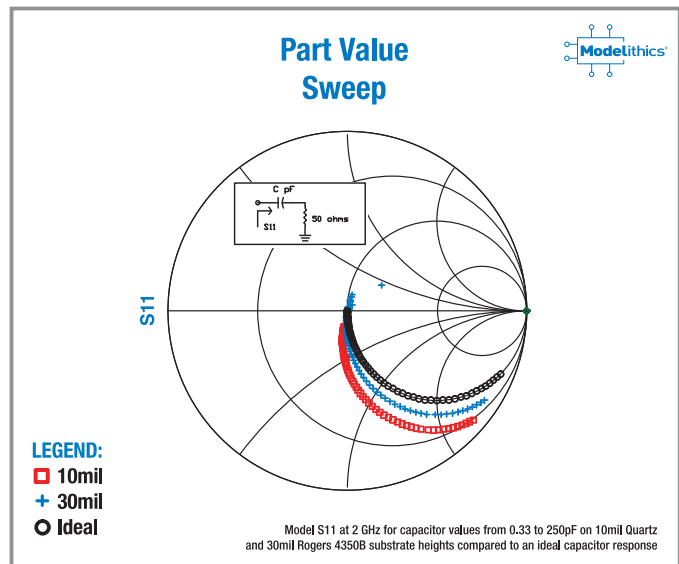 Part Value
Sweep
Modelithics®
C pF
50 ohms
S11
S11
LEGEND:
10mil
30mil
Ideal
Model S11 at 2 GHz for capacitor values from 0.33 to 250pF on 10mil Quartz
and 30mil Rogers 4350B substrate heights compared to an ideal capacitor response